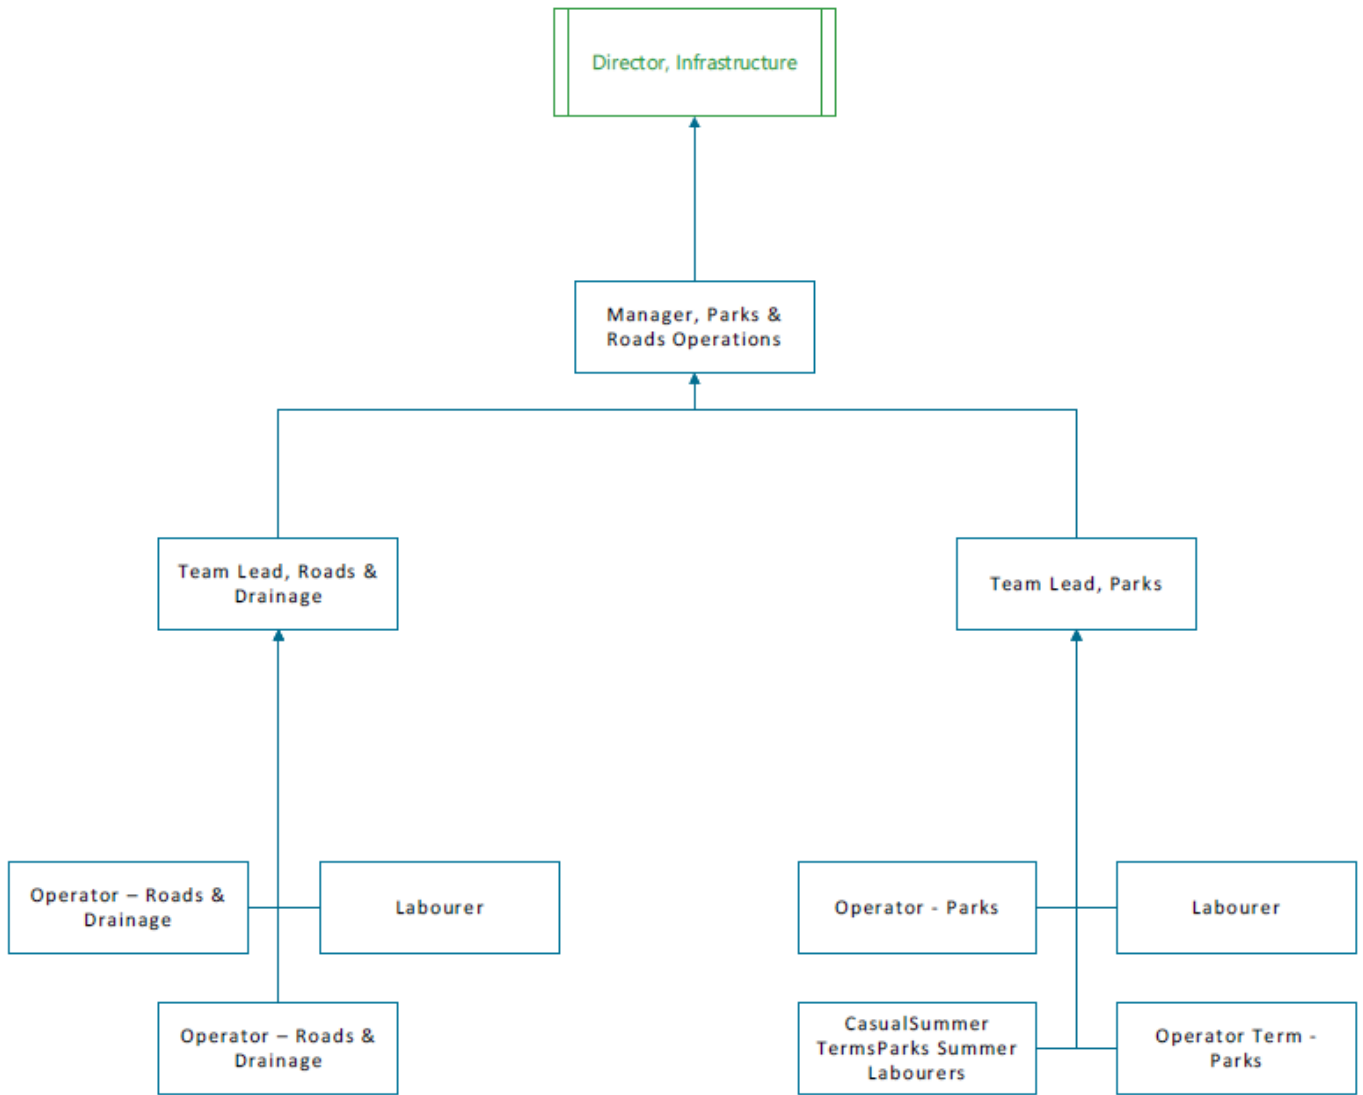 Director, Infrastructure
Manager, Parks &
Roads Operations
Team Lead, Roads &
Drainage
Team Lead, Parks
Operator – Roads &
Drainage
Labourer
Operator - Parks
Labourer
Operator – Roads &
Drainage
CasualSummer
TermsParks Summer
Labourers
Operator Term -
Parks